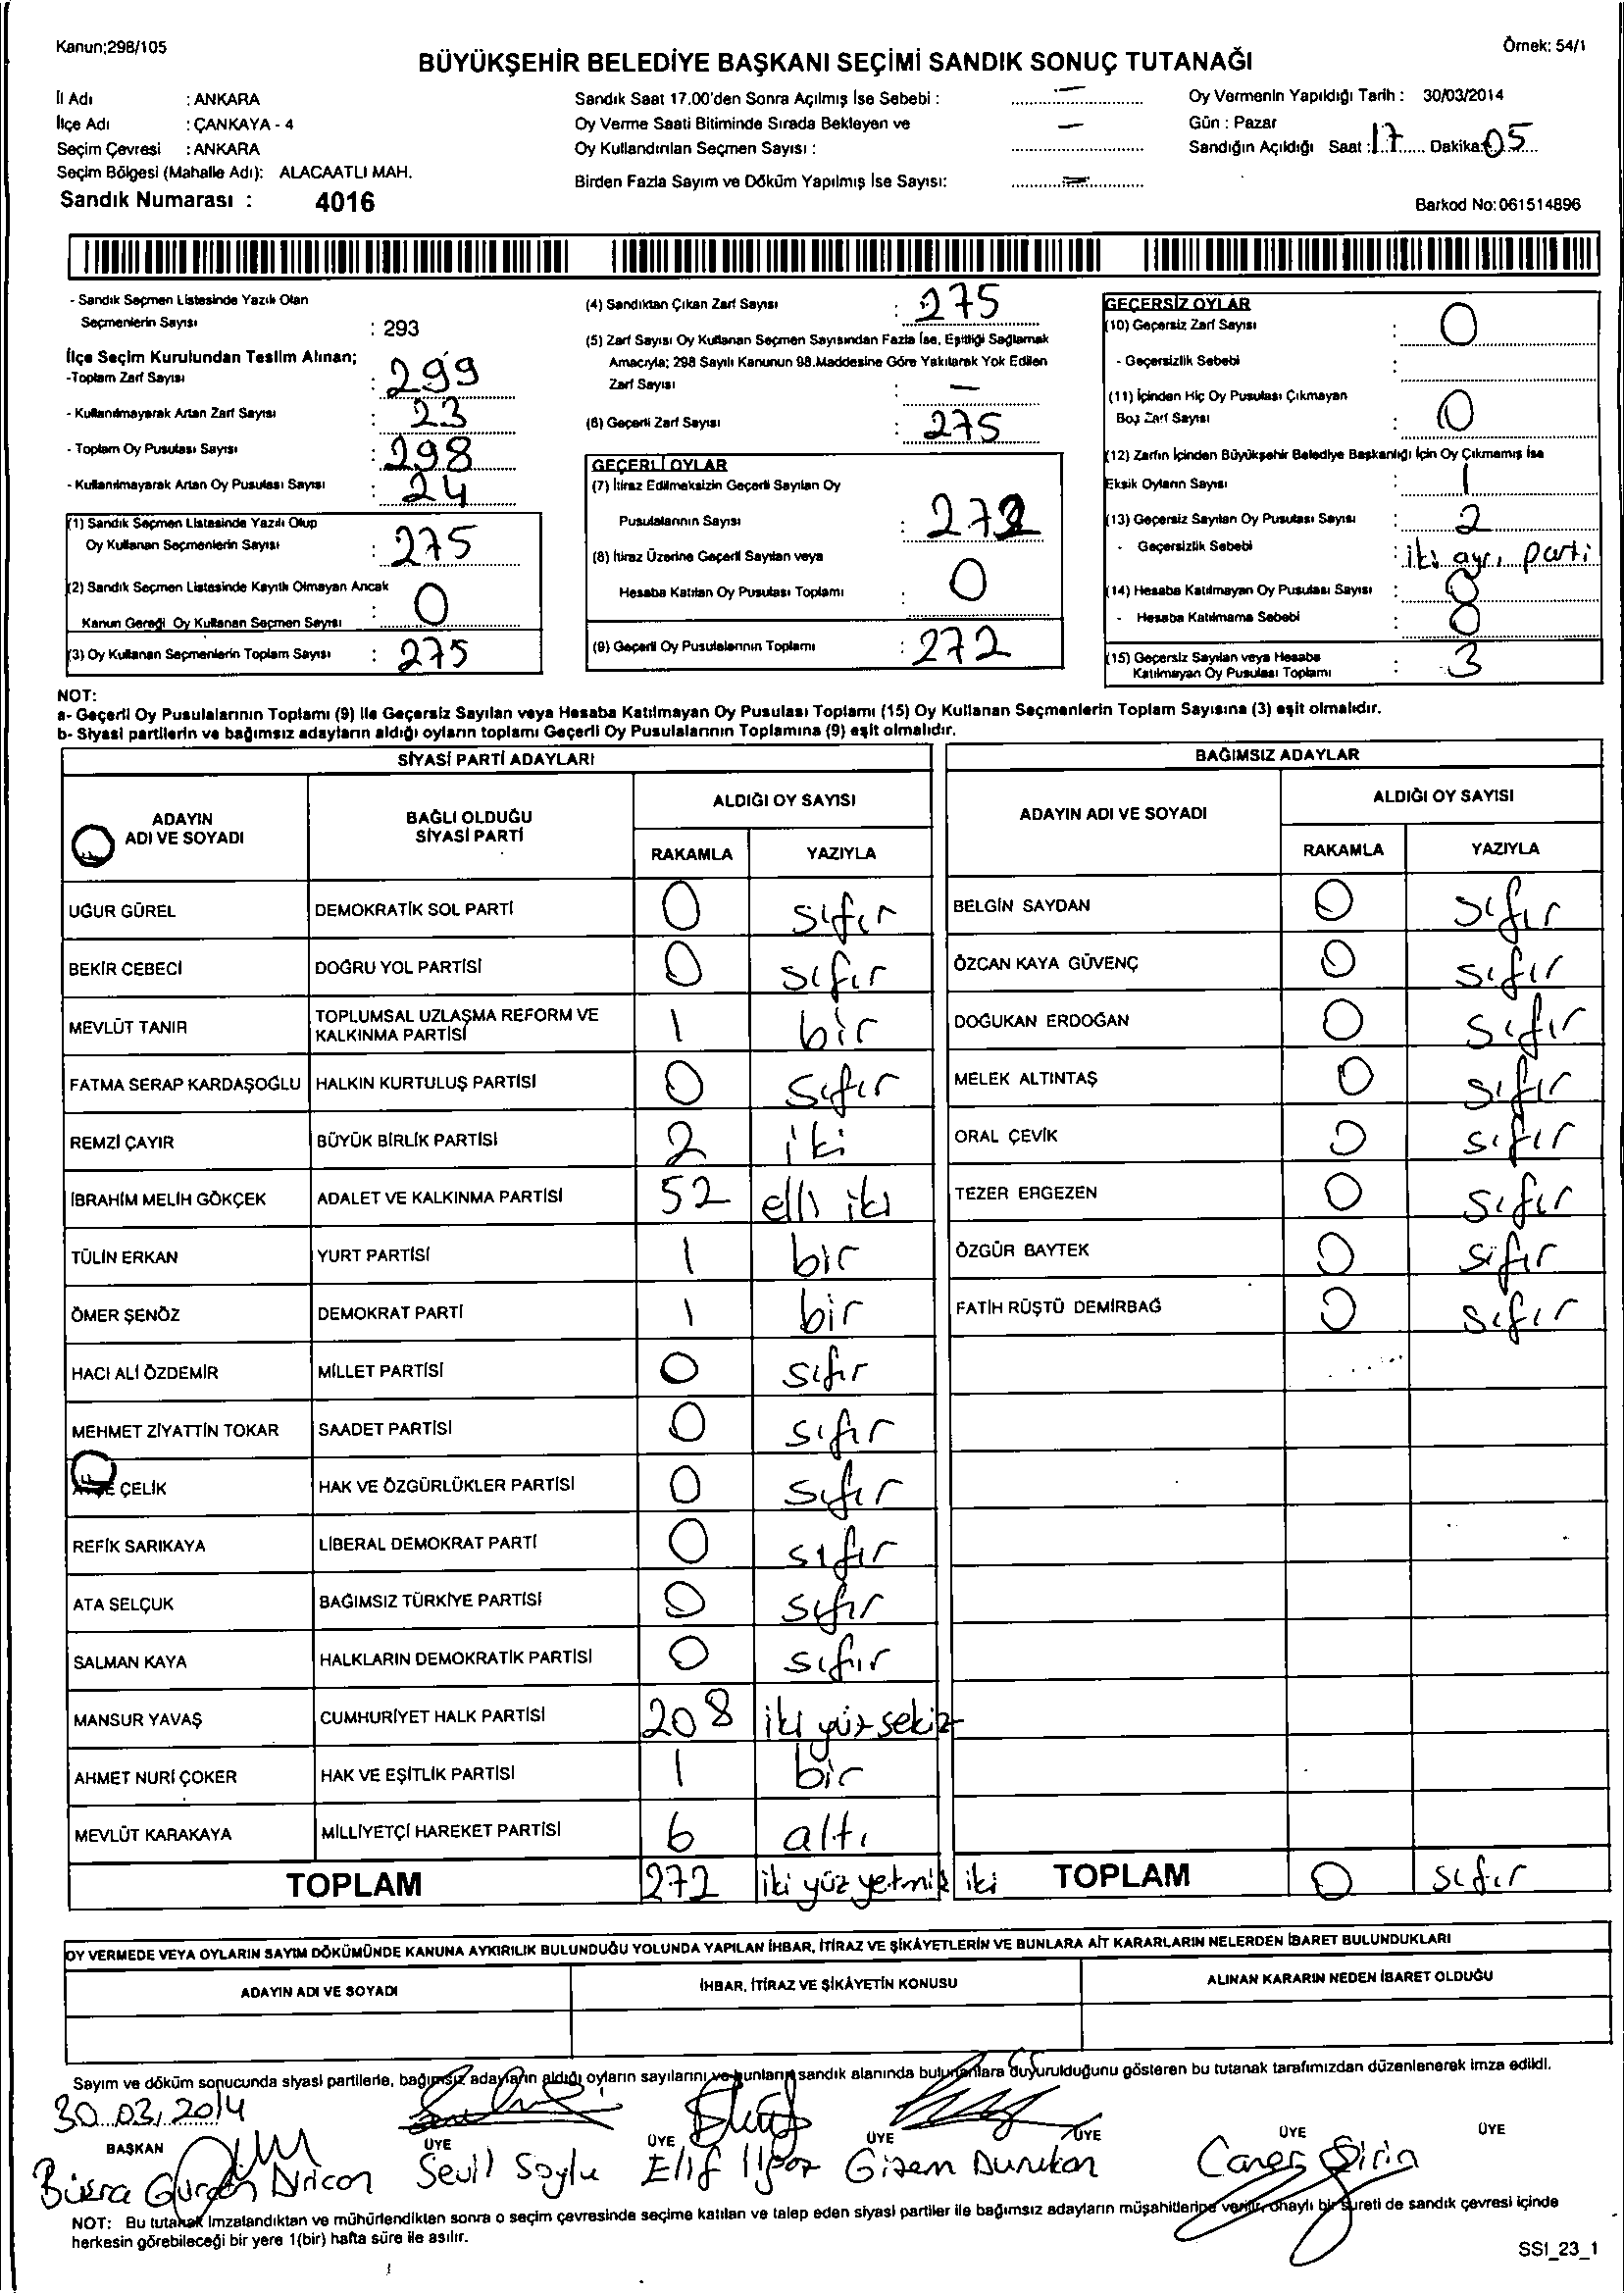 Kanun;298/105
Örnek: 54/1
BÜYÜKŞEHİR BELEDİYE BAŞKANI SEÇİMİ SANDIK SONUÇ TUTANAĞI
İl Adı : ANKARA
İlçe Adı : ÇANKAYA - 4
Seçim Çevresi : ANKARA
Seçim Bölgesi (Mahalle Adı): ALACAATLI MAH.
Sandık Numarası : 4016
Sandık Saat 17.00'den Sonra Açılmış İse Sebebi : —
Oy Verme Saati Bitiminde Sırada Bekleyen ve —
Oy Kullandırılan Seçmen Sayısı :
Birden Fazla Sayım ve Döküm Yapılmış İse Sayısı: —
Oy Vermenin Yapıldığı Tarih : 30/03/2014
Gün : Pazar
Sandığın Açıldığı Saat : 17 Dakika: 05
Barkod No: 061514896
- Sandık Seçmen Listesinde Yazılı Olan
Seçmenlerin Sayısı : 293
İlçe Seçim Kurulundan Teslim Alınan;
-Toplam Zarf Sayısı : 299
- Kullanılmayarak Artan Zarf Sayısı : 23
- Toplam Oy Pusulası Sayısı : 298
- Kullanılmayarak Artan Oy Pusulası Sayısı : 24
(1) Sandık Seçmen Listesinde Yazılı Olup
Oy Kullanan Seçmenlerin Sayısı : 275
(2) Sandık Seçmen Listesinde Kayıtlı Olmayan Ancak
Kanun Gereği Oy Kullanan Seçmen Sayısı : 0
(3) Oy Kullanan Seçmenlerin Toplam Sayısı : 275
(4) Sandıktan Çıkan Zarf Sayısı : 275
(5) Zarf Sayısı Oy Kullanan Seçmen Sayısından Fazla İse, Eşitliği Sağlamak
Amacıyla; 298 Sayılı Kanunun 98.Maddesine Göre Yakılarak Yok Edilen
Zarf Sayısı : —
(6) Geçerli Zarf Sayısı : 275
GEÇERLİ OYLAR
(7) İtiraz Edilmeksizin Geçerli Sayılan Oy
Pusulalarının Sayısı : 272
(8) İtiraz Üzerine Geçerli Sayılan veya
Hesaba Katılan Oy Pusulası Toplamı : 0
(9) Geçerli Oy Pusulalarının Toplamı : 272
GEÇERSİZ OYLAR
(10) Geçersiz Zarf Sayısı : 0
- Geçersizlik Sebebi :
(11) İçinden Hiç Oy Pusulası Çıkmayan
Boş Zarf Sayısı : 0
(12) Zarfın İçinden Büyükşehir Belediye Başkanlığı İçin Oy Çıkmamış İse
Eksik Oyların Sayısı : 1
(13) Geçersiz Sayılan Oy Pusulası Sayısı : 2
- Geçersizlik Sebebi : iki ayrı parti
(14) Hesaba Katılmayan Oy Pusulası Sayısı : 0
- Hesaba Katılmama Sebebi : 0
(15) Geçersiz Sayılan veya Hesaba
Katılmayan Oy Pusulası Toplamı : 3
NOT:
a- Geçerli Oy Pusulalarının Toplamı (9) ile Geçersiz Sayılan veya Hesaba Katılmayan Oy Pusulası Toplamı (15) Oy Kullanan Seçmenlerin Toplam Sayısına (3) eşit olmalıdır.
b- Siyasi partilerin ve bağımsız adayların aldığı oyların toplamı Geçerli Oy Pusulalarının Toplamına (9) eşit olmalıdır.
SİYASİ PARTİ ADAYLARI
ADAYIN ADI VE SOYADI BAĞLI OLDUĞU SİYASİ PARTİ ALDIĞI OY SAYISI
RAKAMLA YAZIYLA
UĞUR GÜREL DEMOKRATİK SOL PARTİ 0 sıfır
BEKİR CEBECİ DOĞRU YOL PARTİSİ 0 sıfır
MEVLÜT TANIR TOPLUMSAL UZLAŞMA REFORM VE KALKINMA PARTİSİ 1 bir
FATMA SERAP KARDAŞOĞLU HALKIN KURTULUŞ PARTİSİ 0 sıfır
REMZİ ÇAYIR BÜYÜK BİRLİK PARTİSİ 2 iki
İBRAHİM MELİH GÖKÇEK ADALET VE KALKINMA PARTİSİ 52 elli iki
TÜLİN ERKAN YURT PARTİSİ 1 bir
ÖMER ŞENÖZ DEMOKRAT PARTİ 1 bir
HACI ALİ ÖZDEMİR MİLLET PARTİSİ 0 sıfır
MEHMET ZİYATTİN TOKAR SAADET PARTİSİ 0 sıfır
ÇELİK HAK VE ÖZGÜRLÜKLER PARTİSİ 0 sıfır
REFİK SARIKAYA LİBERAL DEMOKRAT PARTİ 0 sıfır
ATA SELÇUK BAĞIMSIZ TÜRKİYE PARTİSİ 0 sıfır
SALMAN KAYA HALKLARIN DEMOKRATİK PARTİSİ 0 sıfır
MANSUR YAVAŞ CUMHURİYET HALK PARTİSİ 208 iki yüz sekiz
AHMET NURİ ÇOKER HAK VE EŞİTLİK PARTİSİ 1 bir
MEVLÜT KARAKAYA MİLLİYETÇİ HAREKET PARTİSİ 6 altı
TOPLAM 272 iki yüz yetmiş iki
BAĞIMSIZ ADAYLAR
ADAYIN ADI VE SOYADI ALDIĞI OY SAYISI
RAKAMLA YAZIYLA
BELGİN SAYDAN 0 sıfır
ÖZCAN KAYA GÜVENÇ 0 sıfır
DOĞUKAN ERDOĞAN 0 sıfır
MELEK ALTINTAŞ 0 sıfır
ORAL ÇEVİK 0 sıfır
TEZER ERGEZEN 0 sıfır
ÖZGÜR BAYTEK 0 sıfır
FATİH RÜŞTÜ DEMİRBAĞ 0 sıfır
TOPLAM 0 sıfır
OY VERMEDE VEYA OYLARIN SAYIM DÖKÜMÜNDE KANUNA AYKIRILIK BULUNDUĞU YOLUNDA YAPILAN İHBAR, İTİRAZ VE ŞİKÂYETLERİN VE BUNLARA AİT KARARLARIN NELERDEN İBARET BULUNDUKLARI
ADAYIN ADI VE SOYADI İHBAR, İTİRAZ VE ŞİKÂYETİN KONUSU ALINAN KARARIN NEDEN İBARET OLDUĞU
Sayım ve döküm sonucunda siyasi partilerle, bağımsız adayların aldığı oyların sayılarını ve bunların sandık alanında bulunanlara duyurulduğunu gösteren bu tutanak tarafımızdan düzenlenerek imza edildi.
30.03.2014
BAŞKAN ÜYE ÜYE ÜYE ÜYE ÜYE ÜYE
Büşra Sevil Soylu Elif Gizem Durukan Caner Şirin
NOT: Bu tutanak İmzalandıktan ve mühürlendikten sonra o seçim çevresinde seçime katılan ve talep eden siyasi partiler ile bağımsız adayların müşahitlerine verilir, onaylı bir sureti de sandık çevresi içinde
herkesin görebileceği bir yere 1(bir) hafta süre ile asılır.
SSI_23_1